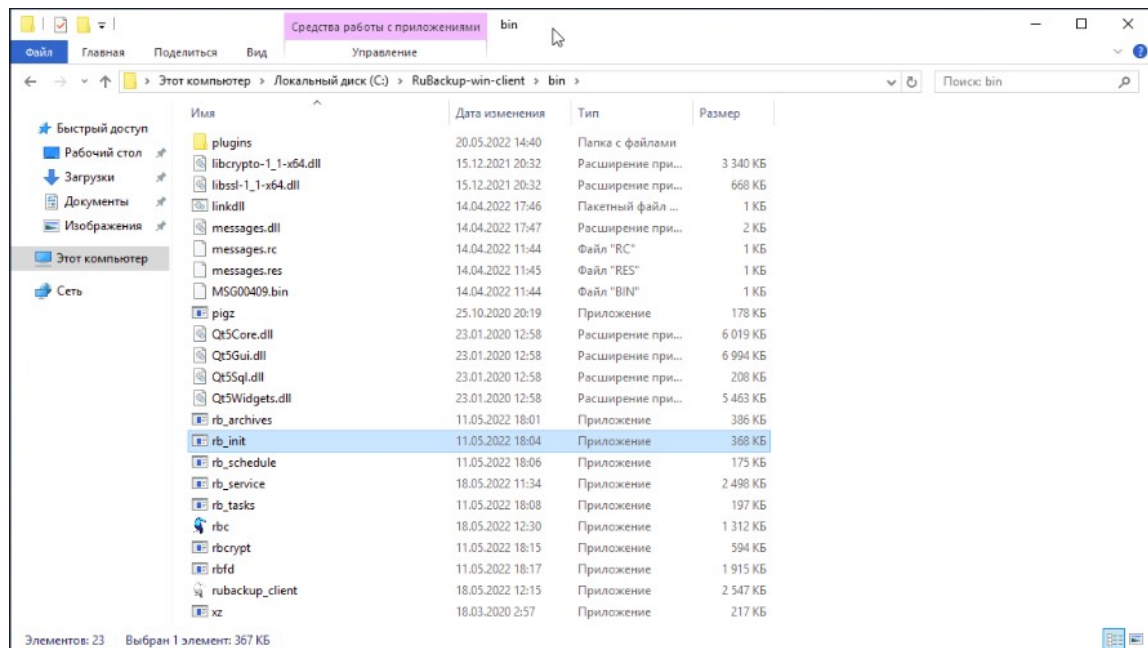 Средства работы с приложениями bin
Файл Главная Поделиться Вид Управление
Этот компьютер > Локальный диск (C:) > RuBackup-win-client > bin > Поиск: bin
Имя Дата изменения Тип Размер
Быстрый доступ
Рабочий стол
Загрузки
Документы
Изображения
Этот компьютер
Сеть
plugins 20.05.2022 14:40 Папка с файлами
libcrypto-1_1-x64.dll 15.12.2021 20:32 Расширение при... 3 340 КБ
libssl-1_1-x64.dll 15.12.2021 20:32 Расширение при... 668 КБ
linkdll 14.04.2022 17:46 Пакетный файл ... 1 КБ
messages.dll 14.04.2022 17:47 Расширение при... 2 КБ
messages.rc 14.04.2022 11:44 Файл "RC" 1 КБ
messages.res 14.04.2022 11:45 Файл "RES" 1 КБ
MSG00409.bin 14.04.2022 11:44 Файл "BIN" 1 КБ
pigz 25.10.2020 20:19 Приложение 178 КБ
Qt5Core.dll 23.01.2020 12:58 Расширение при... 6 019 КБ
Qt5Gui.dll 23.01.2020 12:58 Расширение при... 6 994 КБ
Qt5Sql.dll 23.01.2020 12:58 Расширение при... 208 КБ
Qt5Widgets.dll 23.01.2020 12:58 Расширение при... 5 463 КБ
rb_archives 11.05.2022 18:01 Приложение 386 КБ
rb_init 11.05.2022 18:04 Приложение 368 КБ
rb_schedule 11.05.2022 18:06 Приложение 175 КБ
rb_service 18.05.2022 11:34 Приложение 2 498 КБ
rb_tasks 11.05.2022 18:08 Приложение 197 КБ
rbc 18.05.2022 12:30 Приложение 1 312 КБ
rbcrypt 11.05.2022 18:15 Приложение 594 КБ
rbfd 11.05.2022 18:17 Приложение 1 915 КБ
rubackup_client 18.05.2022 12:15 Приложение 2 547 КБ
xz 18.03.2020 2:57 Приложение 217 КБ
Элементов: 23 Выбран 1 элемент: 367 КБ